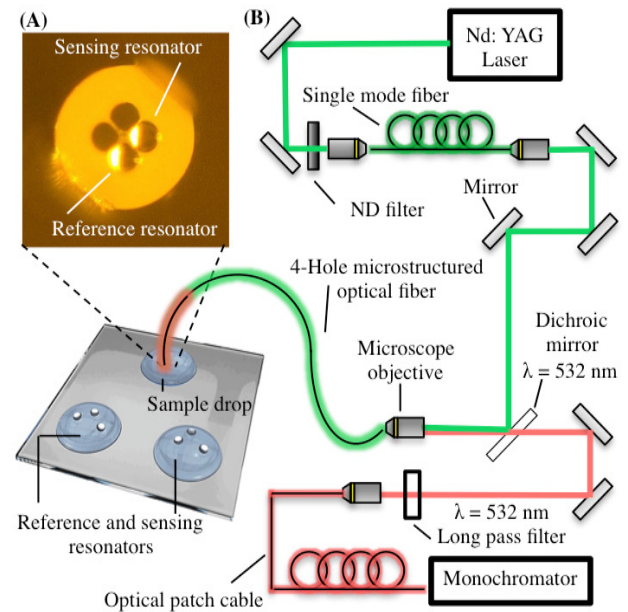 (A)
Sensing resonator
Reference resonator
(B)
Nd: YAG
Laser
Single mode fiber
ND filter
Mirror
4-Hole microstructured
optical fiber
Dichroic
mirror
λ = 532 nm
Microscope
objective
Sample drop
Reference and sensing
resonators
λ = 532 nm
Long pass filter
Optical patch cable
Monochromator